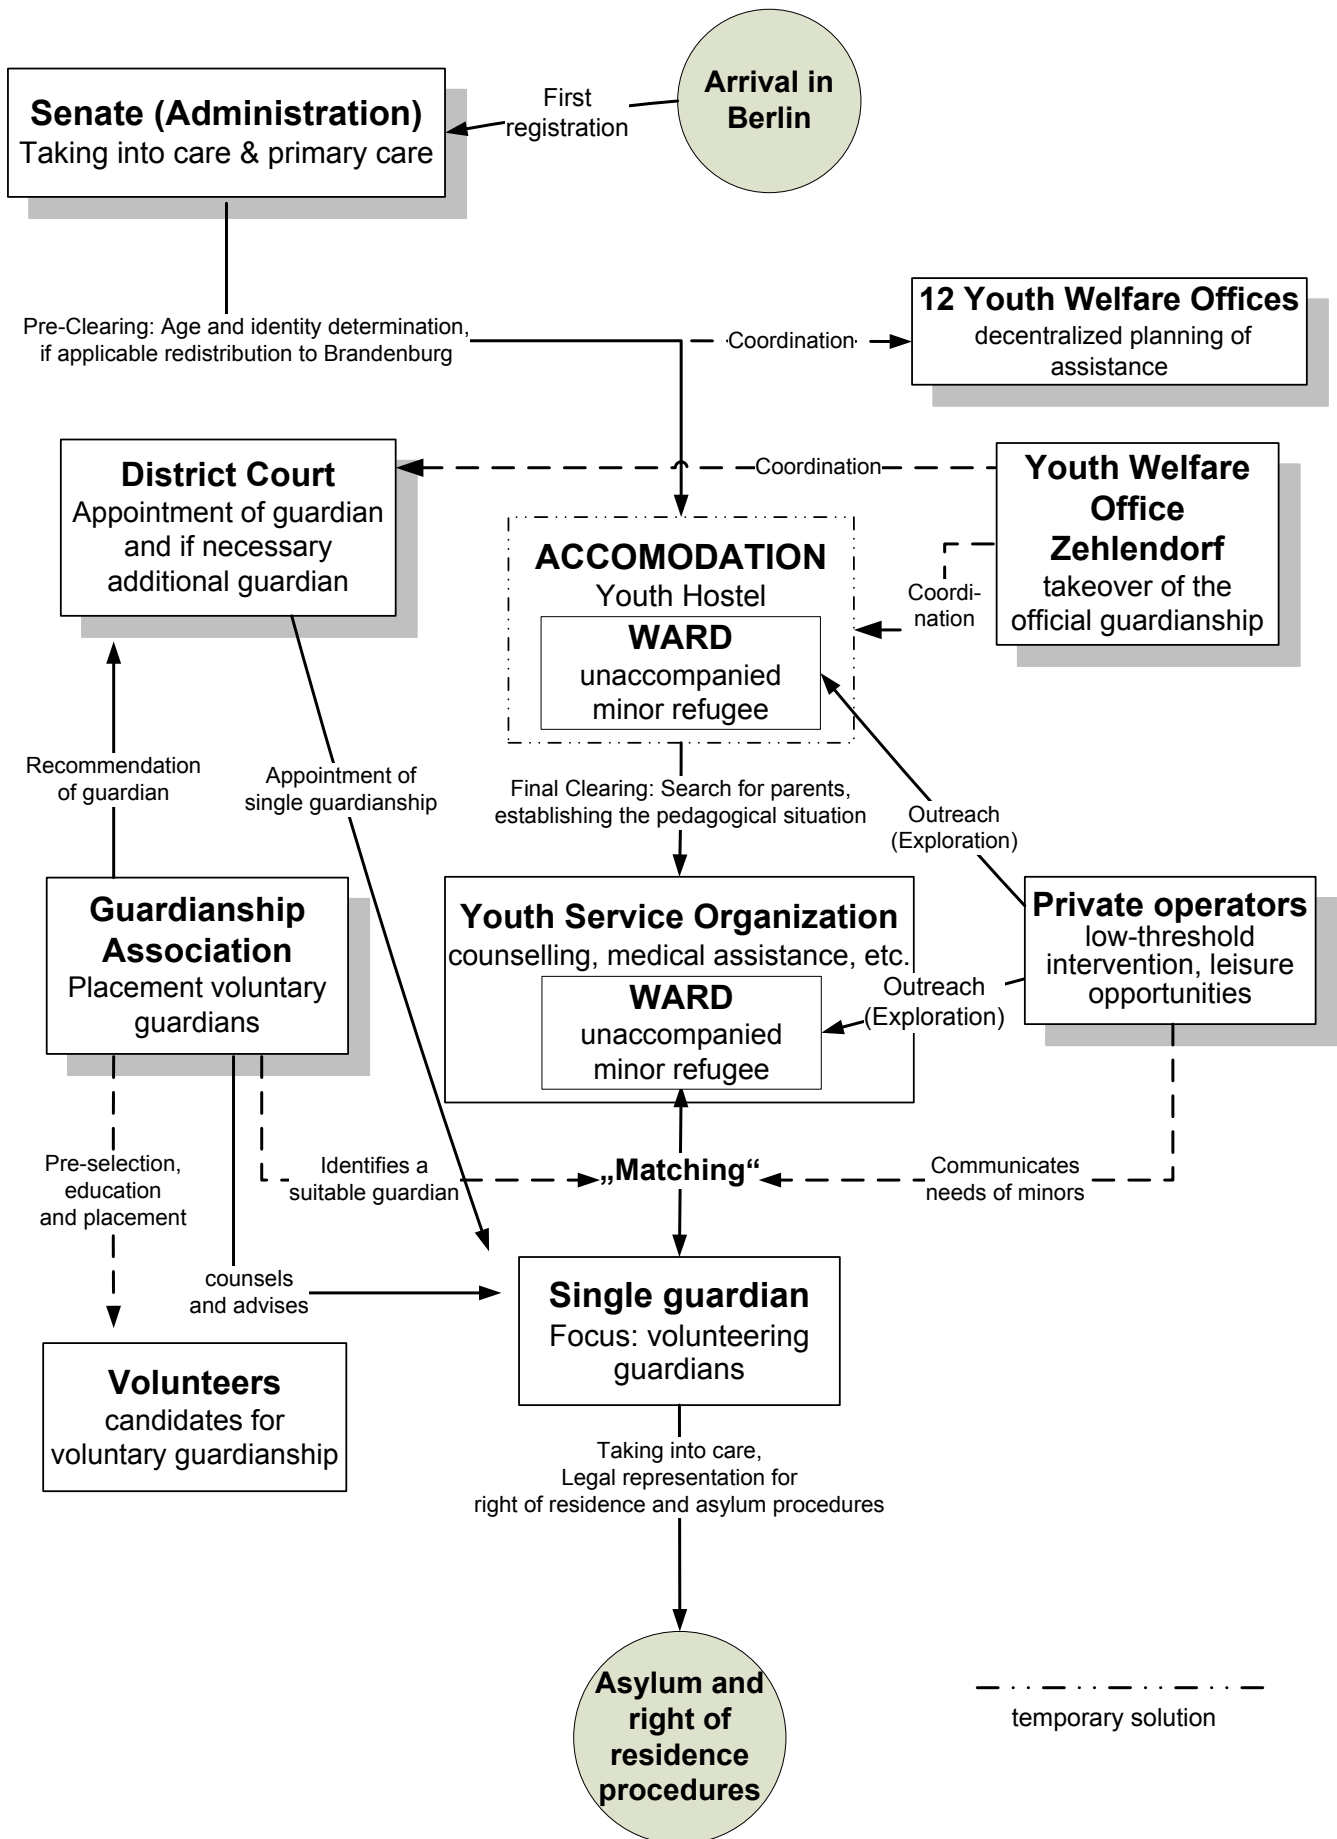 Arrival in
Berlin
First
registration
Senate (Administration)
Taking into care & primary care
Pre-Clearing: Age and identity determination,
if applicable redistribution to Brandenburg
Coordination
12 Youth Welfare Offices
decentralized planning of
assistance
District Court
Appointment of guardian
and if necessary
additional guardian
Coordination
Youth Welfare
Office
Zehlendorf
takeover of the
official guardianship
Coordi-
nation
ACCOMODATION
Youth Hostel
WARD
unaccompanied
minor refugee
Recommendation
of guardian
Appointment of
single guardianship
Final Clearing: Search for parents,
establishing the pedagogical situation
Outreach
(Exploration)
Guardianship
Association
Placement voluntary
guardians
Youth Service Organization
counselling, medical assistance, etc.
WARD
unaccompanied
minor refugee
Outreach
(Exploration)
Private operators
low-threshold
intervention, leisure
opportunities
Pre-selection,
education
and placement
Identifies a
suitable guardian
„Matching“
Communicates
needs of minors
counsels
and advises
Single guardian
Focus: volunteering
guardians
Volunteers
candidates for
voluntary guardianship
Taking into care,
Legal representation for
right of residence and asylum procedures
Asylum and
right of
residence
procedures
temporary solution